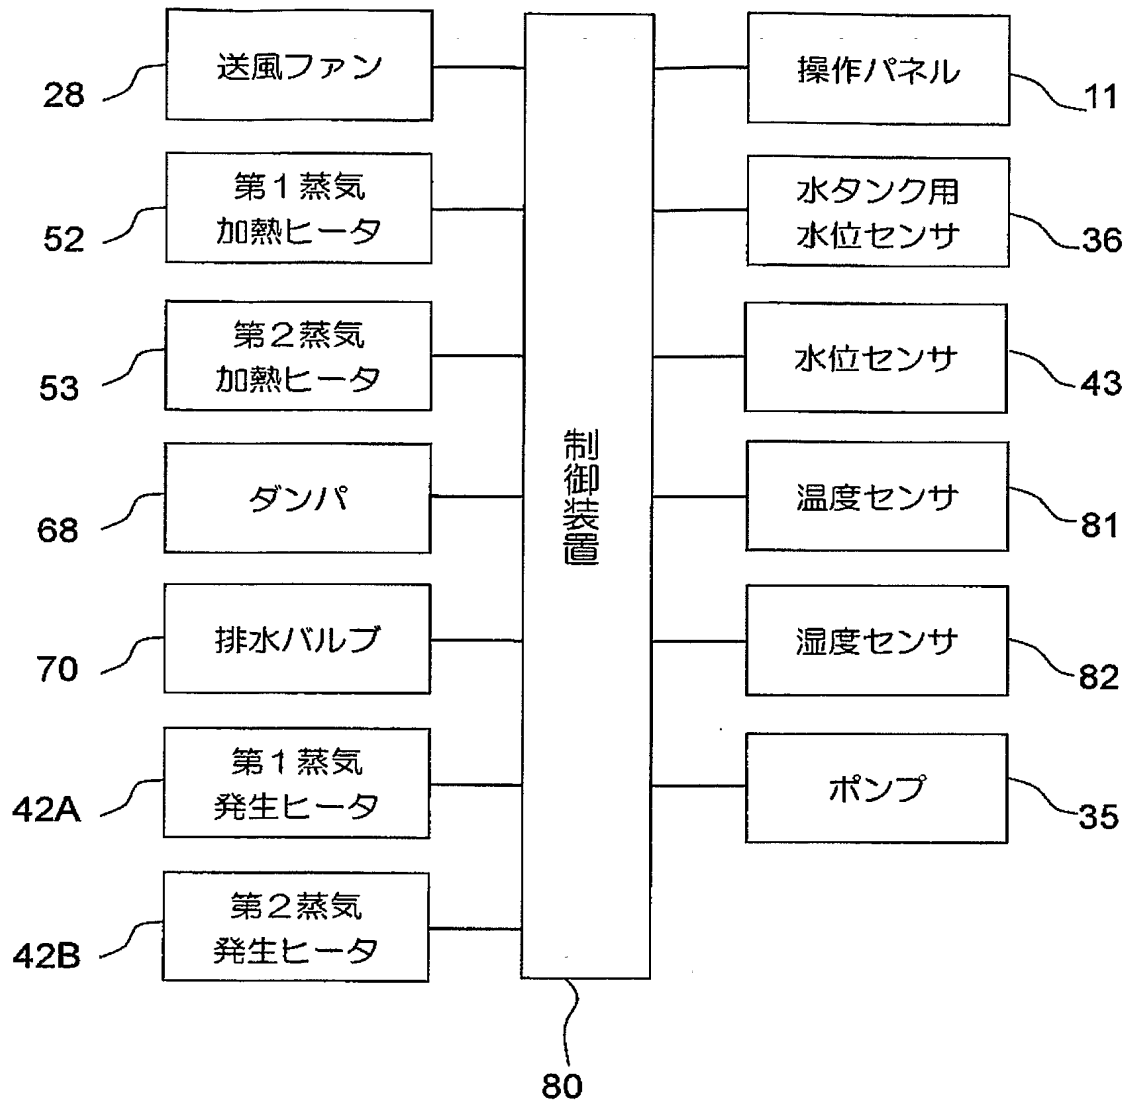 送風ファン
28
第1蒸気
加熱ヒータ
52
第2蒸気
加熱ヒータ
53
ダンパ
68
排水バルブ
70
第1蒸気
発生ヒータ
42A
第2蒸気
発生ヒータ
42B
制御装置
80
操作パネル
11
水タンク用
水位センサ
36
水位センサ
43
温度センサ
81
湿度センサ
82
ポンプ
35